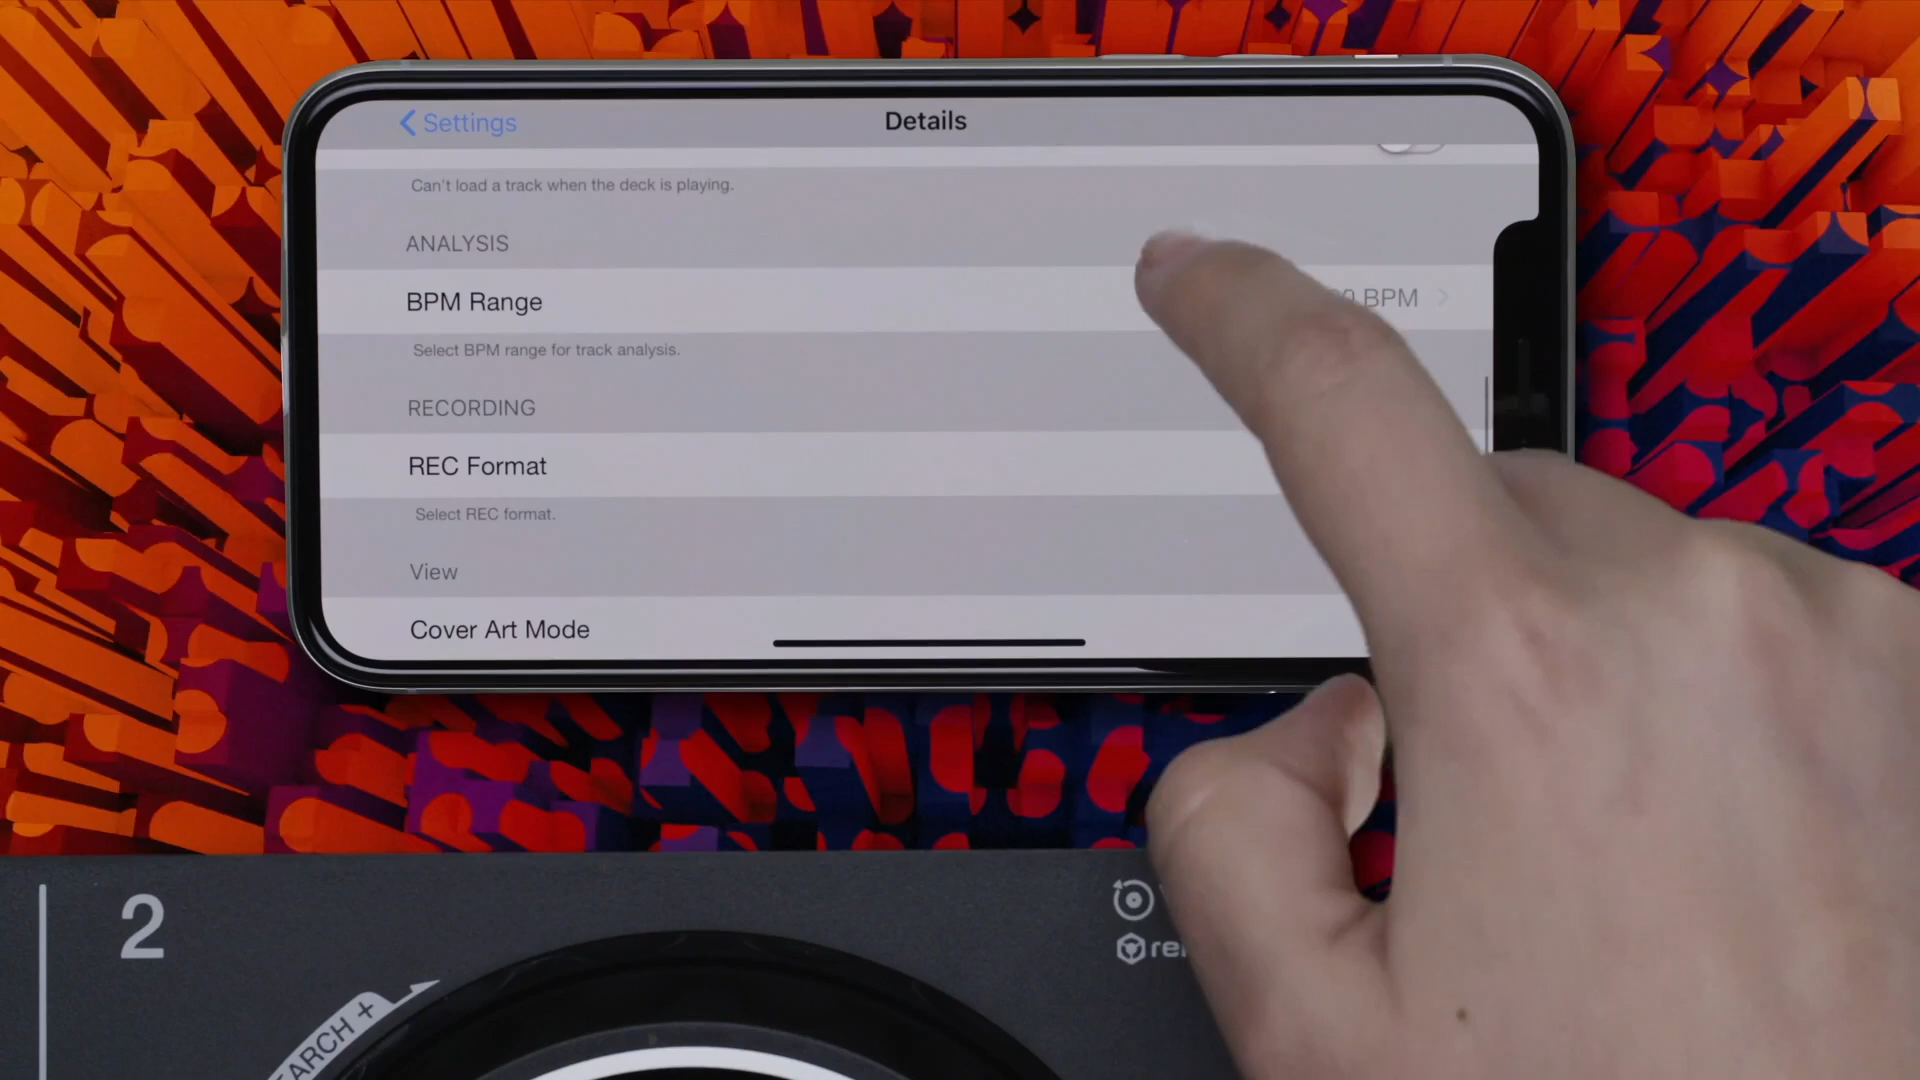 Settings
Details
Can't load a track when the deck is playing.
ANALYSIS
BPM Range
BPM
Select BPM range for track analysis.
RECORDING
REC Format
Select REC format.
View
Cover Art Mode
2